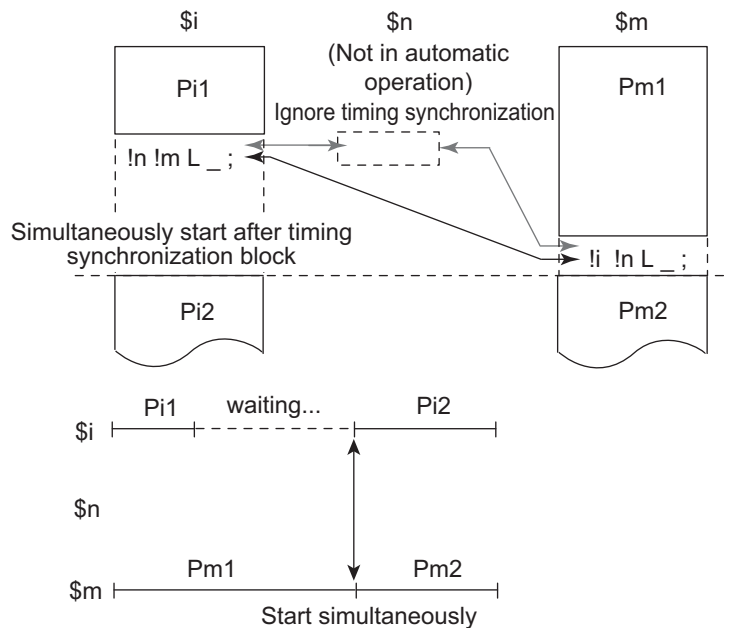 $i $n $m
(Not in automatic
operation)
Pi1 Pm1
Ignore timing synchronization
!n !m L _ ;
Simultaneously start after timing
synchronization block
!i !n L _ ;
Pi2 Pm2
Pi1 waiting... Pi2
$i
$n
Pm1 Pm2
$m
Start simultaneously